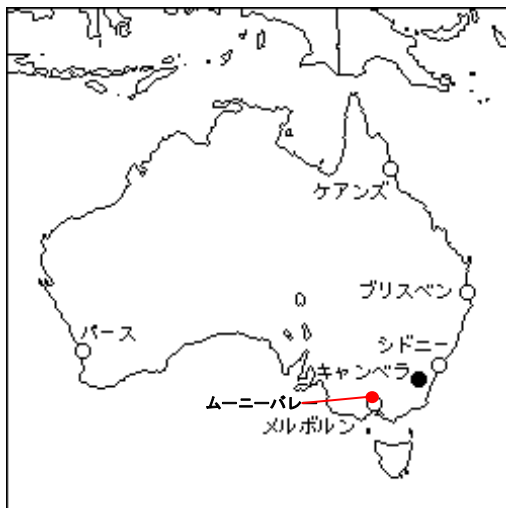 ケアンズ
ブリスベン
パース
シドニー
キャンベラ
ムーニーバレー
メルボルン